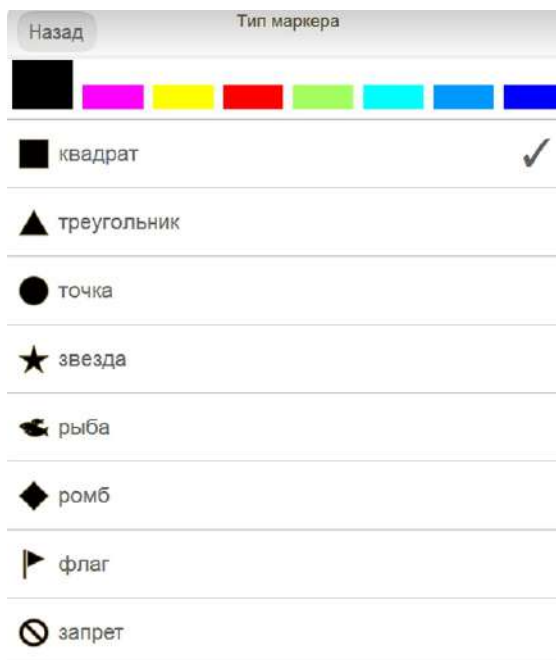 Назад
Тип маркера
квадрат
треугольник
точка
звезда
рыба
ромб
флаг
запрет